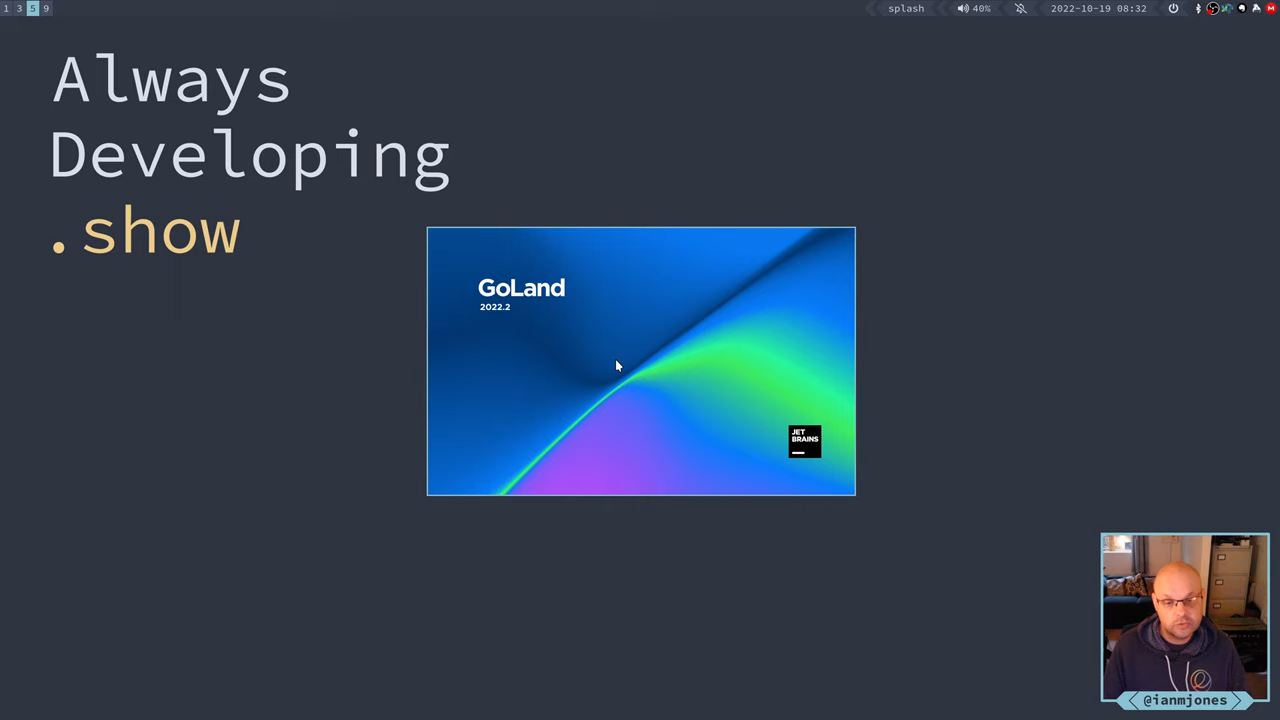 1 3 5 9
splash
40%
2022-10-19 08:32
Always
Developing
.show
GoLand
2022.2
JET
BRAINS
@ianmjones